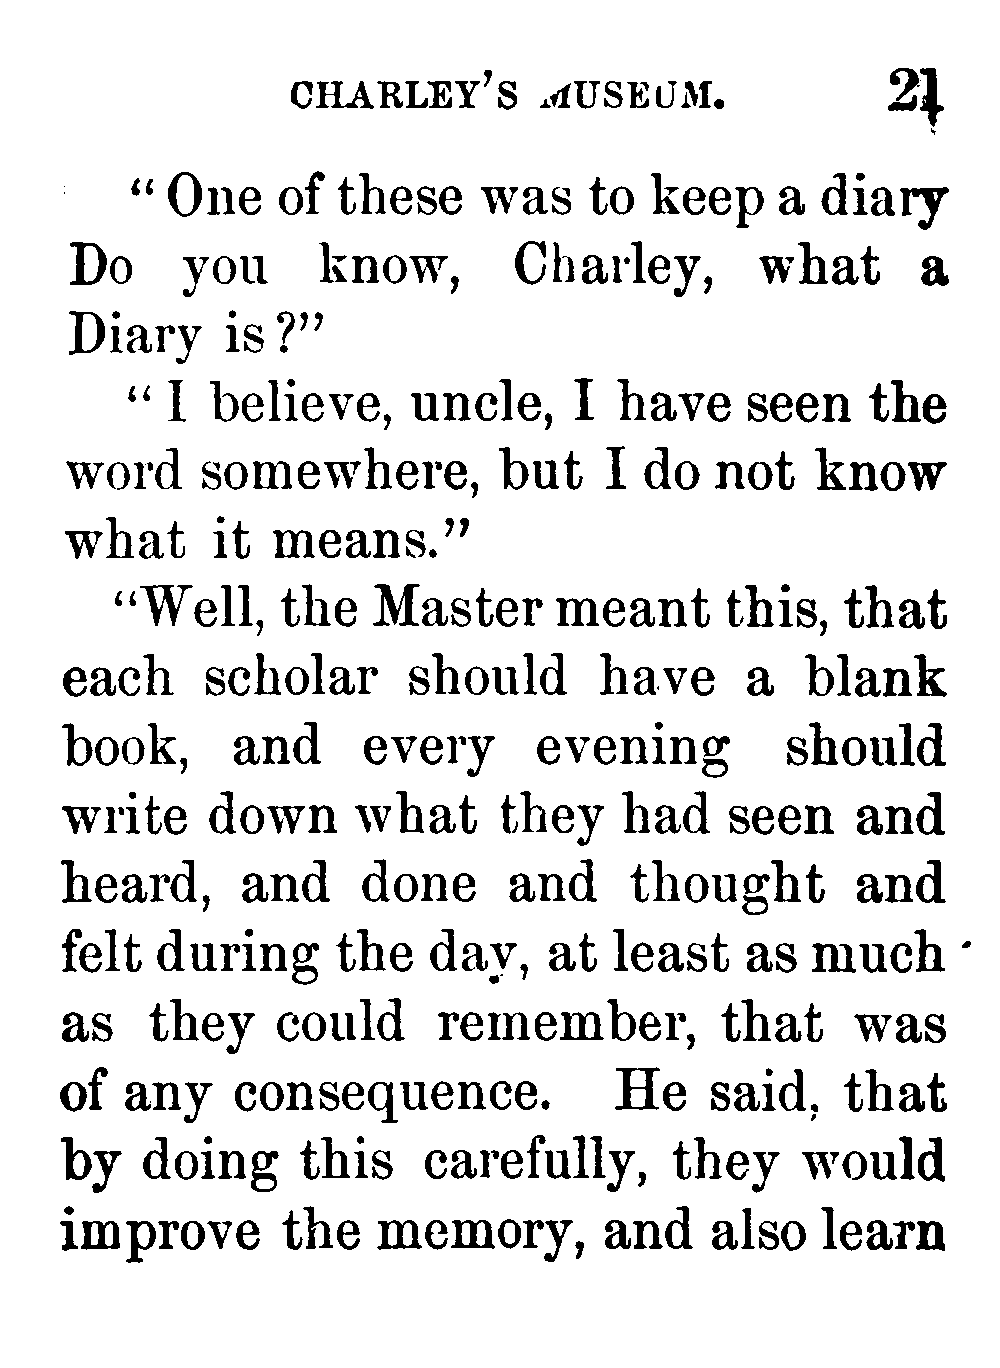 CHARLEY'S MUSEUM. 21
“ One of these was to keep a diary
Do you know, Charley, what a
Diary is ?”
“ I believe, uncle, I have seen the
word somewhere, but I do not know
what it means.”
“Well, the Master meant this, that
each scholar should have a blank
book, and every evening should
write down what they had seen and
heard, and done and thought and
felt during the day, at least as much
as they could remember, that was
of any consequence. He said, that
by doing this carefully, they would
improve the memory, and also learn